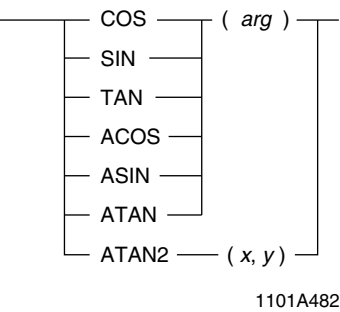 COS ( arg )
SIN
TAN
ACOS
ASIN
ATAN
ATAN2 ( x, y )
1101A482